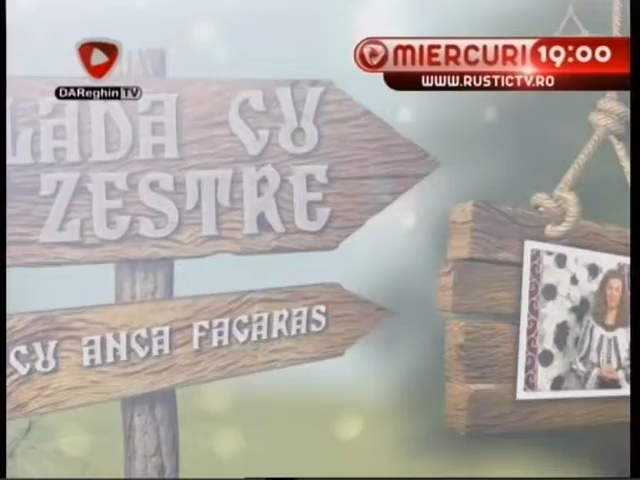 DAReghin TV
MIERCURI 19:00
WWW.RUSTICTV.RO
LADA CU
ZESTRE
CU ANCA FAGARAS